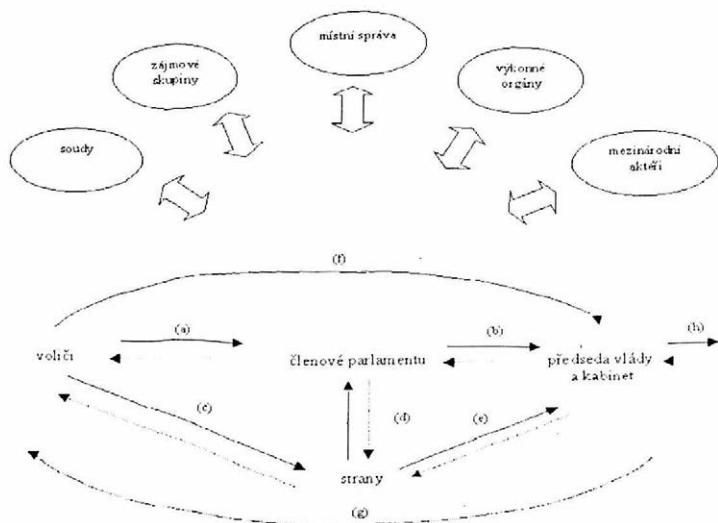 místní správa
zájmové
skupiny
výkonné
orgány
soudy
mezinárodní
aktéři
(f)
(a)
(b)
(h)
voliči
členové parlamentu
předseda vlády
a kabinet
(c)
(d)
(e)
strany
(g)